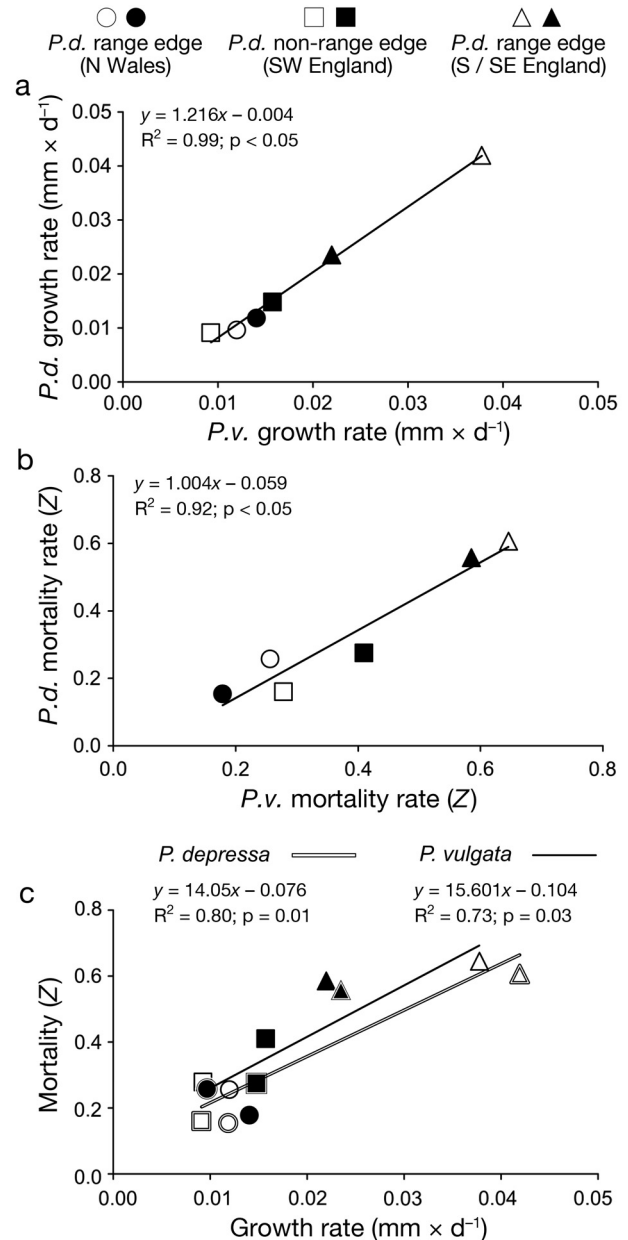 P.d. range edge P.d. non-range edge P.d. range edge
(N Wales) (SW England) (S / SE England)
a
y = 1.216x – 0.004
R² = 0.99; p < 0.05
P.d. growth rate (mm × d⁻¹)
0.05
0.04
0.03
0.02
0.01
0.00
0.00 0.01 0.02 0.03 0.04 0.05
P.v. growth rate (mm × d⁻¹)
b
y = 1.004x – 0.059
R² = 0.92; p < 0.05
P.d. mortality rate (Z)
0.8
0.6
0.4
0.2
0.0
0.0 0.2 0.4 0.6 0.8
P.v. mortality rate (Z)
P. depressa P. vulgata
c
y = 14.05x – 0.076 y = 15.601x – 0.104
R² = 0.80; p = 0.01 R² = 0.73; p = 0.03
Mortality (Z)
0.8
0.6
0.4
0.2
0.0
0.00 0.01 0.02 0.03 0.04 0.05
Growth rate (mm × d⁻¹)